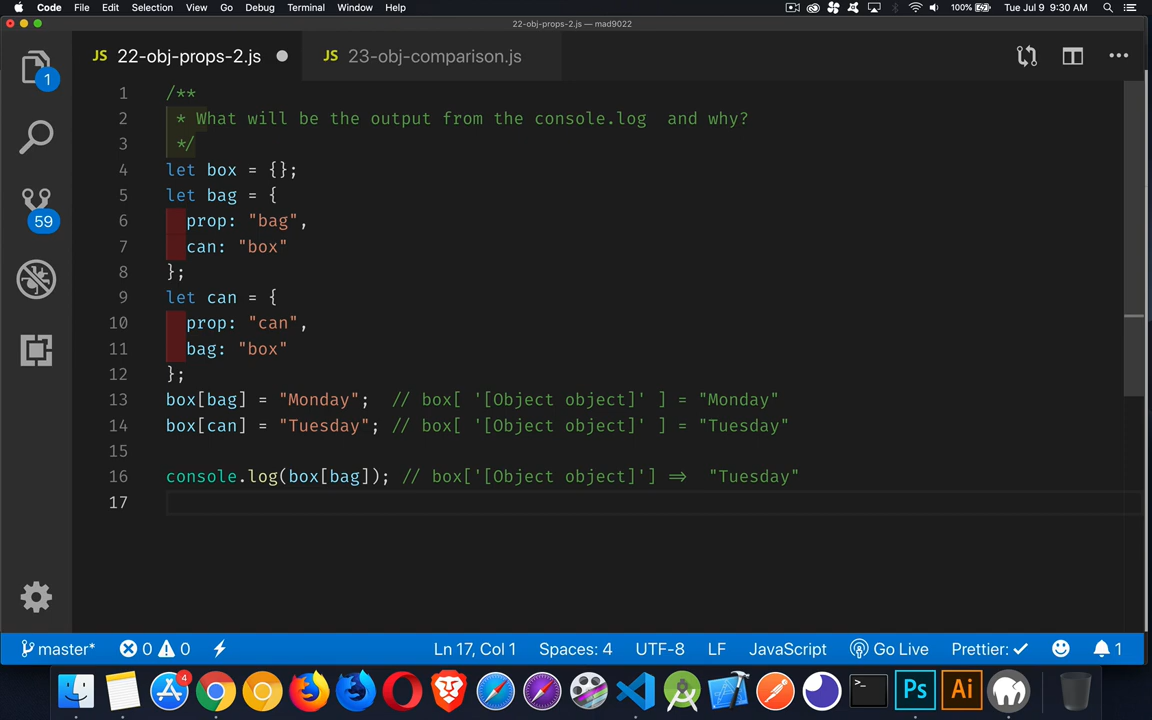 Code File Edit Selection View Go Debug Terminal Window Help 100% Tue Jul 9 9:30 AM
22-obj-props-2.js — mad9022
JS 22-obj-props-2.js JS 23-obj-comparison.js
1
59
1 /**
2 * What will be the output from the console.log and why?
3 */
4 let box = {};
5 let bag = {
6 prop: "bag",
7 can: "box"
8 };
9 let can = {
10 prop: "can",
11 bag: "box"
12 };
13 box[bag] = "Monday"; // box[ '[Object object]' ] = "Monday"
14 box[can] = "Tuesday"; // box[ '[Object object]' ] = "Tuesday"
15
16 console.log(box[bag]); // box['[Object object]'] => "Tuesday"
17
master* 0 0 Ln 17, Col 1 Spaces: 4 UTF-8 LF JavaScript Go Live Prettier: ✓ 1
4 >_ Ps Ai